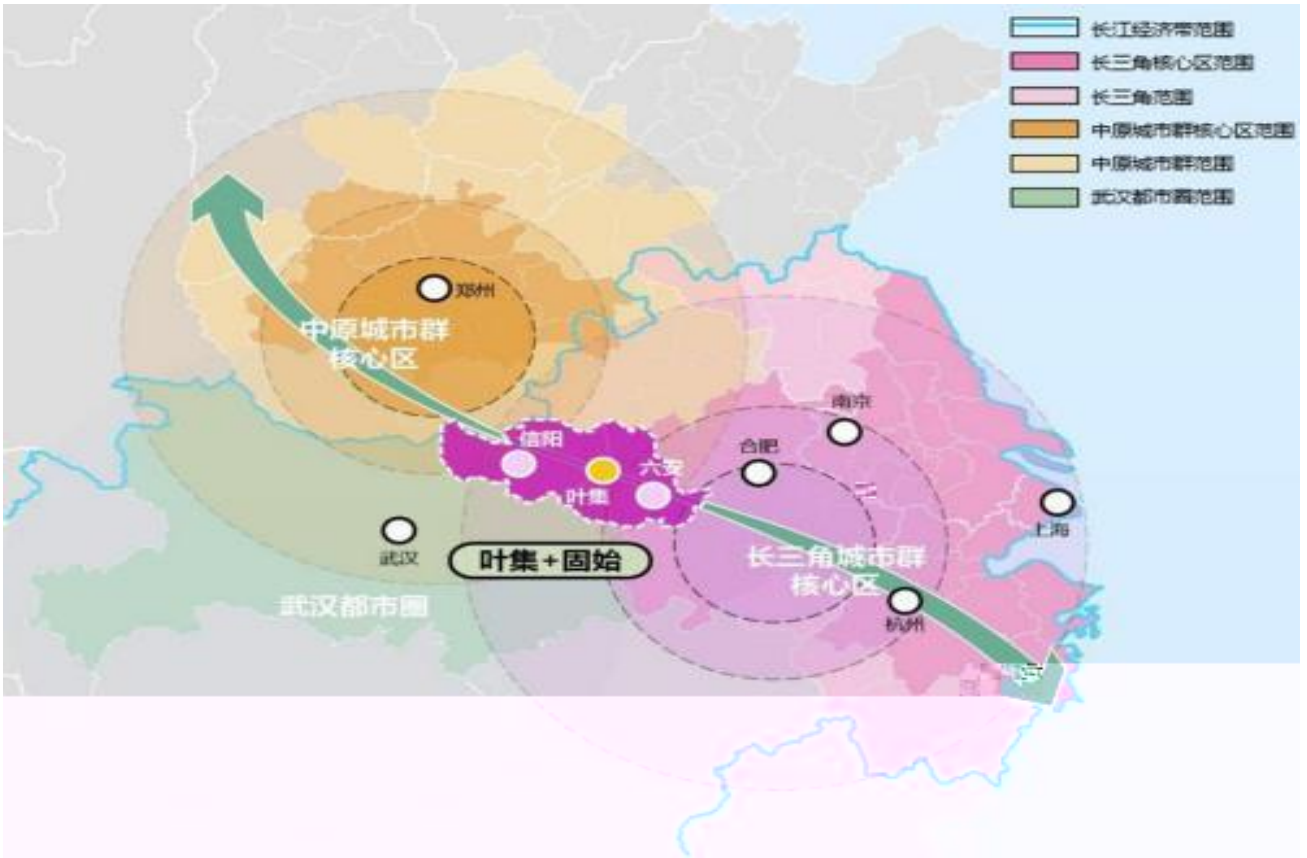 长江经济带范围
长三角核心区范围
长三角范围
中原城市群核心区范围
中原城市群范围
武汉都市圈范围
郑州
中原城市群
核心区
南京
信阳
合肥
六安
叶集
上海
武汉
叶集+固始
长三角城市群
核心区
武汉都市圈
杭州